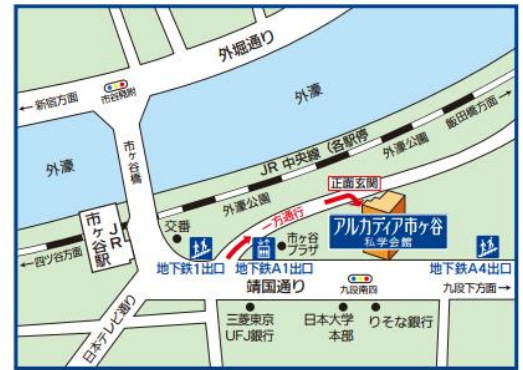 外堀通り
←新宿方面
市谷見附
外濠
飯田橋方面→
外濠
市ヶ谷橋
JR 中央線（各駅停
外濠公園
外濠公園
正面玄関
一方通行
アルカディア市ヶ谷
私学会館
交番
市ヶ谷
プラザ
JR
市ヶ谷駅
←四ツ谷方面
地下鉄1出口
地下鉄A1出口
地下鉄A4出口
靖国通り
九段南四
九段下方面→
日本テレビ通り
三菱東京
UFJ銀行
日本大学
本部
りそな銀行